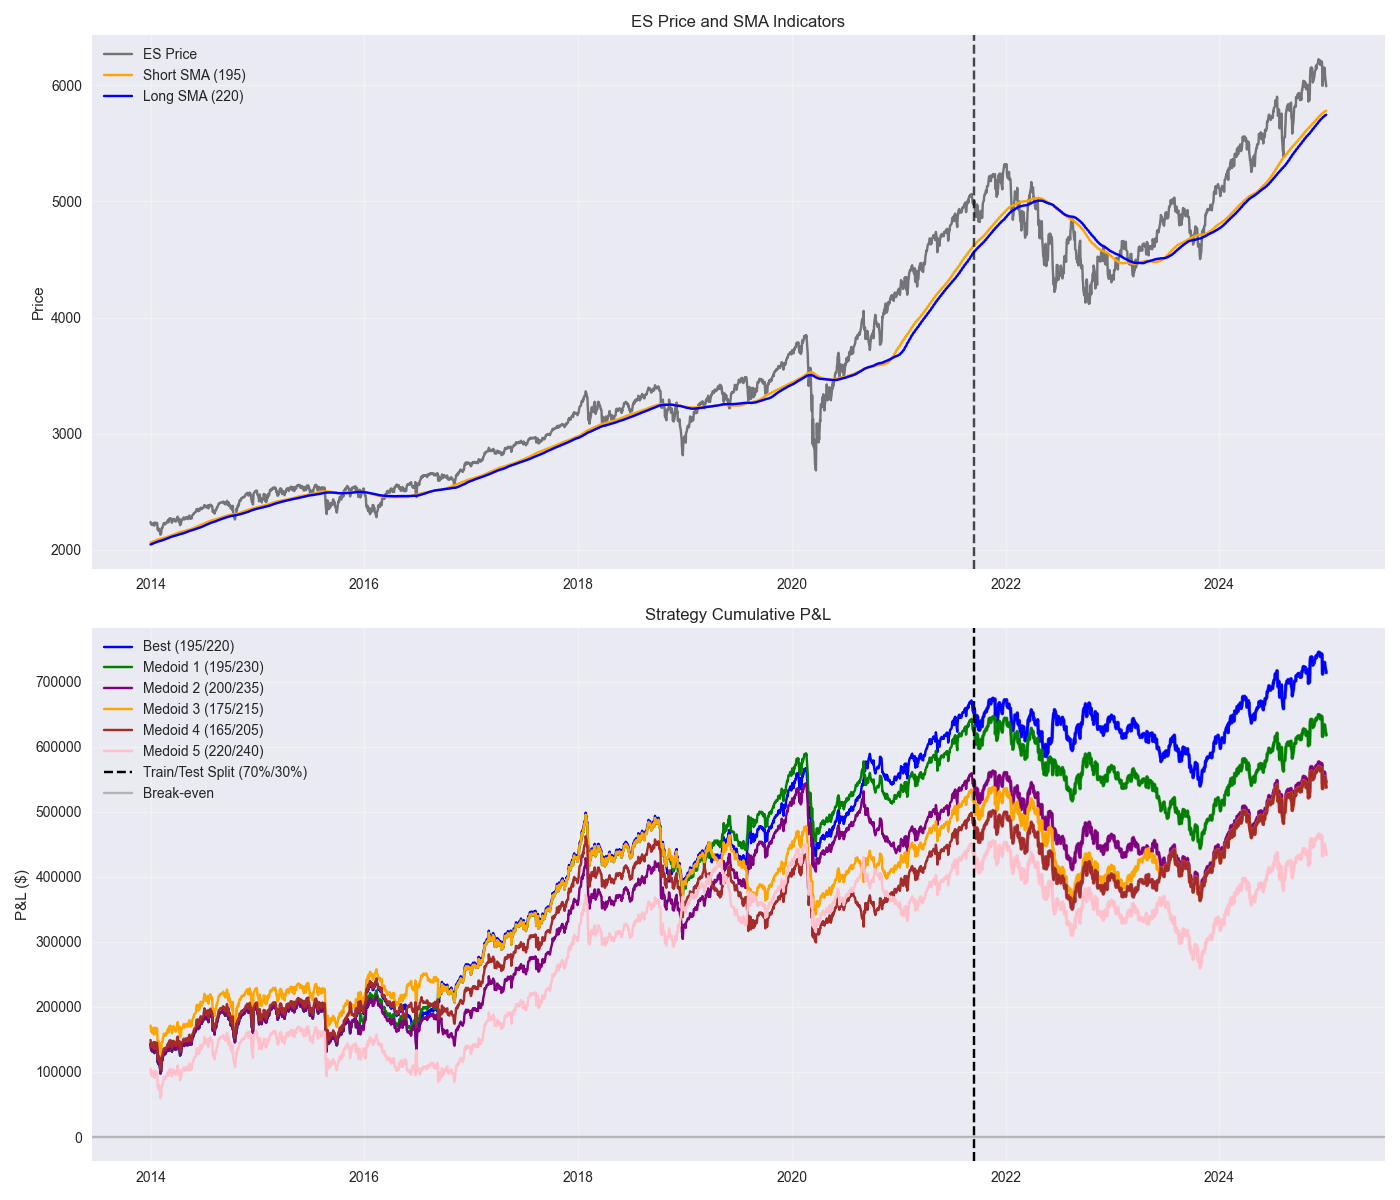 ES Price and SMA Indicators
ES Price
Short SMA (195)
Long SMA (220)
Price
6000
5000
4000
3000
2000
2014 2016 2018 2020 2022 2024
Strategy Cumulative P&L
Best (195/220)
Medoid 1 (195/230)
Medoid 2 (200/235)
Medoid 3 (175/215)
Medoid 4 (165/205)
Medoid 5 (220/240)
Train/Test Split (70%/30%)
Break-even
P&L ($)
700000
600000
500000
400000
300000
200000
100000
0
2014 2016 2018 2020 2022 2024